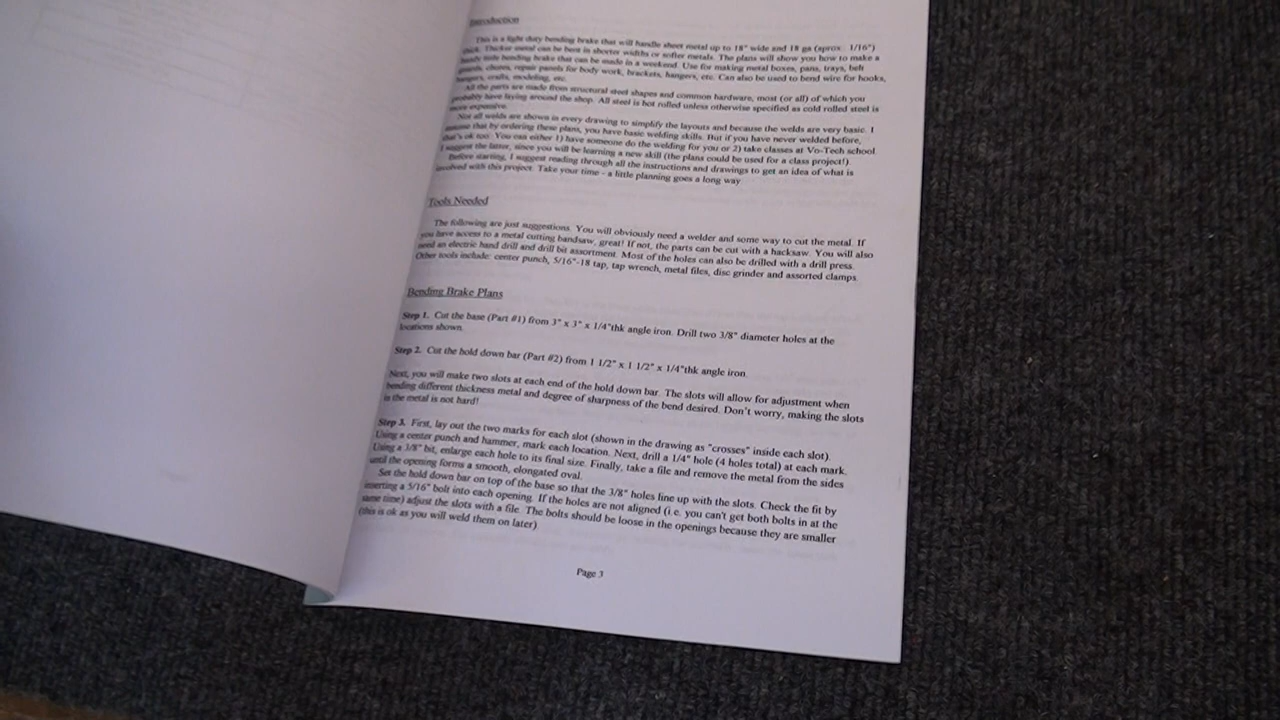 Introduction
This is a light duty bending brake that will handle sheet metal up to 18" wide and 18 ga (aprox. 1/16")
thick. Thicker metal can be bent in shorter widths or softer metals. The plans will show you how to make a
handy little bending brake that can be made in a weekend. Use for making metal boxes, pans, trays, belt
guards, chutes, repair panels for body work, brackets, hangers, etc. Can also be used to bend wire for hooks,
hangers, crafts, modeling, etc.
All the parts are made from structural steel shapes and common hardware, most (or all) of which you
probably have laying around the shop. All steel is hot rolled unless otherwise specified as cold rolled steel is
more expensive.
Not all welds are shown in every drawing to simplify the layouts and because the welds are very basic. I
assume that by ordering these plans, you have basic welding skills. But if you have never welded before,
that's ok too. You can either 1) have someone do the welding for you or 2) take classes at Vo-Tech school.
I suggest the latter, since you will be learning a new skill (the plans could be used for a class project!).
Before starting, I suggest reading through all the instructions and drawings to get an idea of what is
involved with this project. Take your time - a little planning goes a long way
Tools Needed
The following are just suggestions. You will obviously need a welder and some way to cut the metal. If
you have access to a metal cutting bandsaw, great! If not, the parts can be cut with a hacksaw. You will also
need an electric hand drill and drill bit assortment. Most of the holes can also be drilled with a drill press.
Other tools include: center punch, 5/16"-18 tap, tap wrench, metal files, disc grinder and assorted clamps.
Bending Brake Plans
Step 1. Cut the base (Part #1) from 3" x 3" x 1/4"thk angle iron. Drill two 3/8" diameter holes at the
locations shown.
Step 2. Cut the hold down bar (Part #2) from 1 1/2" x 1 1/2" x 1/4"thk angle iron.
Next, you will make two slots at each end of the hold down bar. The slots will allow for adjustment when
bending different thickness metal and degree of sharpness of the bend desired. Don't worry, making the slots
in the metal is not hard!
Step 3. First, lay out the two marks for each slot (shown in the drawing as "crosses" inside each slot).
Using a center punch and hammer, mark each location. Next, drill a 1/4" hole (4 holes total) at each mark.
Using a 3/8" bit, enlarge each hole to its final size. Finally, take a file and remove the metal from the sides
until the opening forms a smooth, elongated oval.
Set the hold down bar on top of the base so that the 3/8" holes line up with the slots. Check the fit by
inserting a 5/16" bolt into each opening. If the holes are not aligned (i.e. you can't get both bolts in at the
same time) adjust the slots with a file. The bolts should be loose in the openings because they are smaller
(this is ok as you will weld them on later)
Page 3